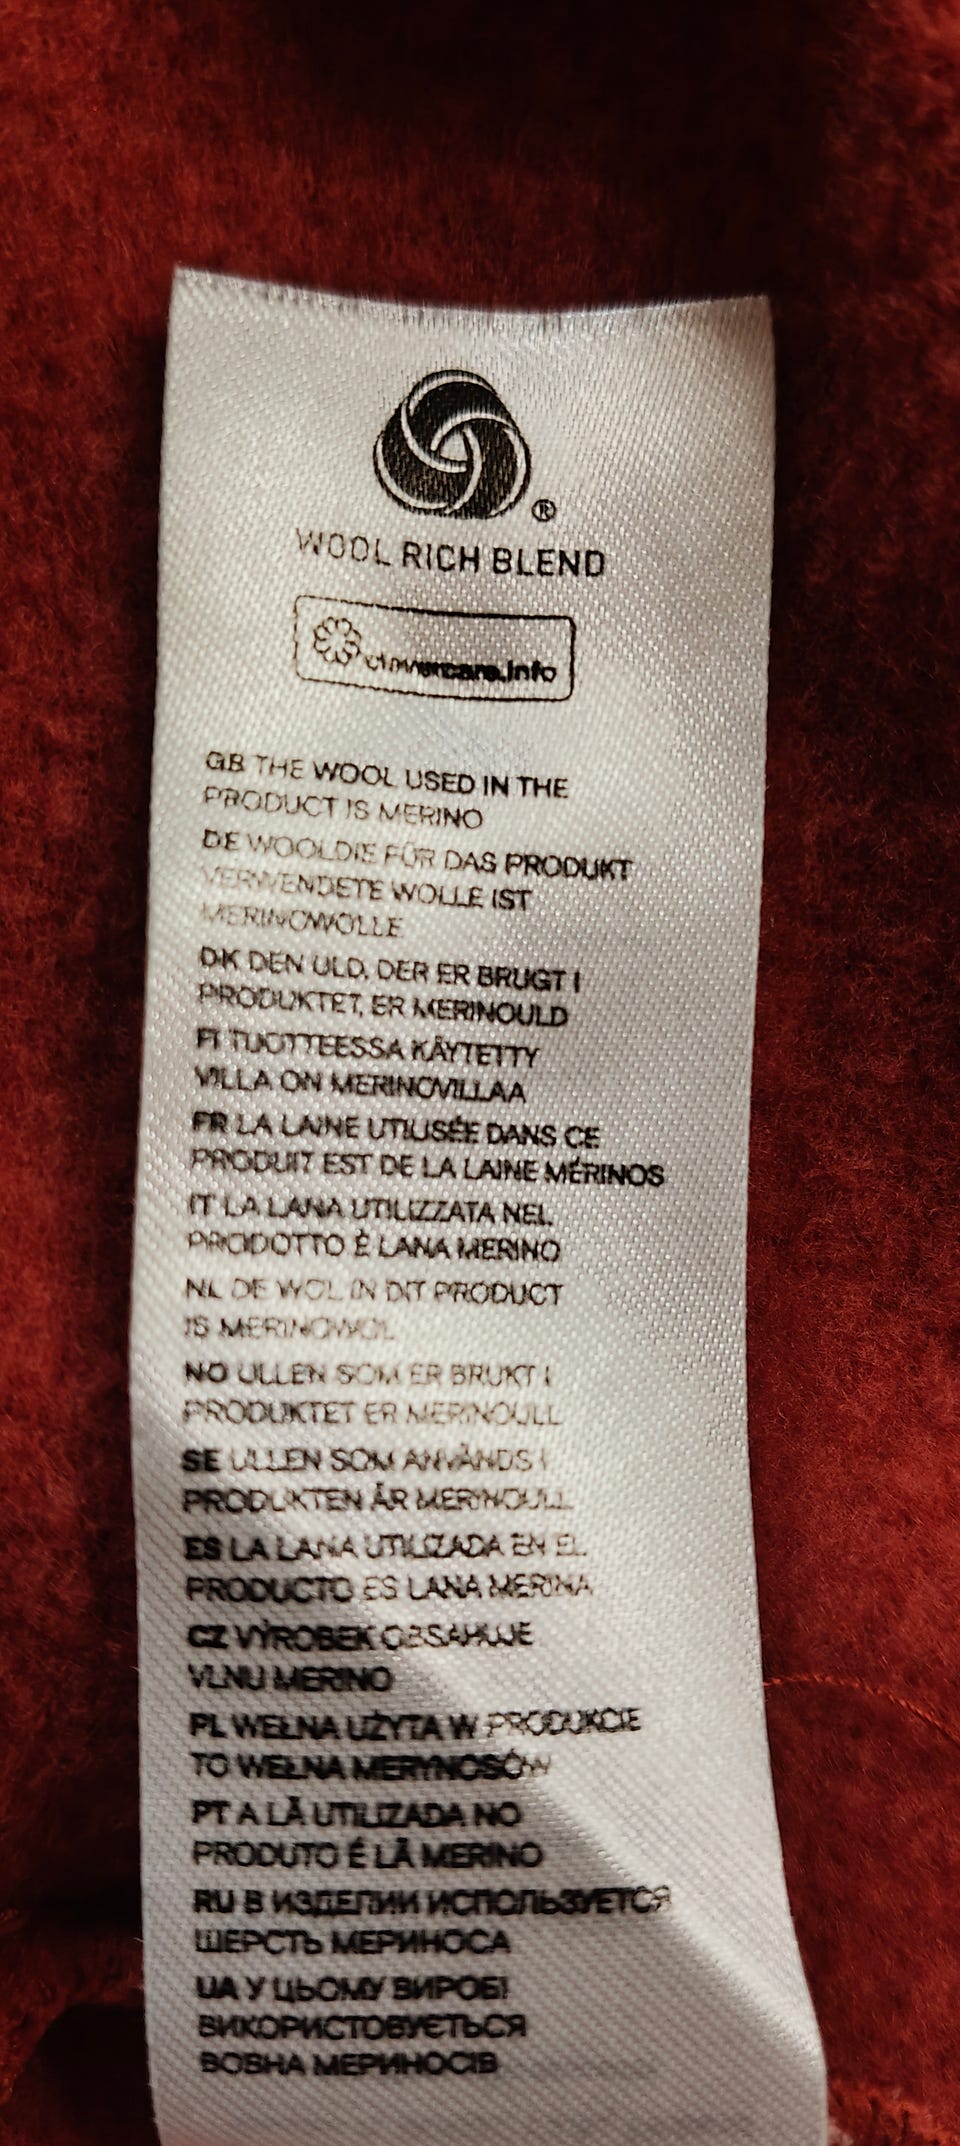 ®
WOOL RICH BLEND
clevercare.info
GB THE WOOL USED IN THE
PRODUCT IS MERINO
DE WOOLDIE FÜR DAS PRODUKT
VERWENDETE WOLLE IST
MERINOWOLLE
DK DEN ULD, DER ER BRUGT I
PRODUKTET, ER MERINOULD
FI TUOTTEESSA KÄYTETTY
VILLA ON MERINOVILLAA
FR LA LAINE UTILISÉE DANS CE
PRODUIT EST DE LA LAINE MÉRINOS
IT LA LANA UTILIZZATA NEL
PRODOTTO È LANA MERINO
NL DE WOL IN DIT PRODUCT
IS MERINOWOL
NO ULLEN SOM ER BRUKT I
PRODUKTET ER MERINOULL
SE ULLEN SOM ANVÄNDS I
PRODUKTEN ÄR MERINOULL
ES LA LANA UTILIZADA EN EL
PRODUCTO ES LANA MERINA
CZ VÝROBEK OBSAHUJE
VLNU MERINO
PL WEŁNA UŻYTA W PRODUKCIE
TO WEŁNA MERYNOSÓW
PT A LÃ UTILIZADA NO
PRODUTO É LÃ MERINO
RU В ИЗДЕЛИИ ИСПОЛЬЗУЕТСЯ
ШЕРСТЬ МЕРИНОСА
UA У ЦЬОМУ ВИРОБІ
ВИКОРИСТОВУЄТЬСЯ
ВОВНА МЕРИНОСІВ